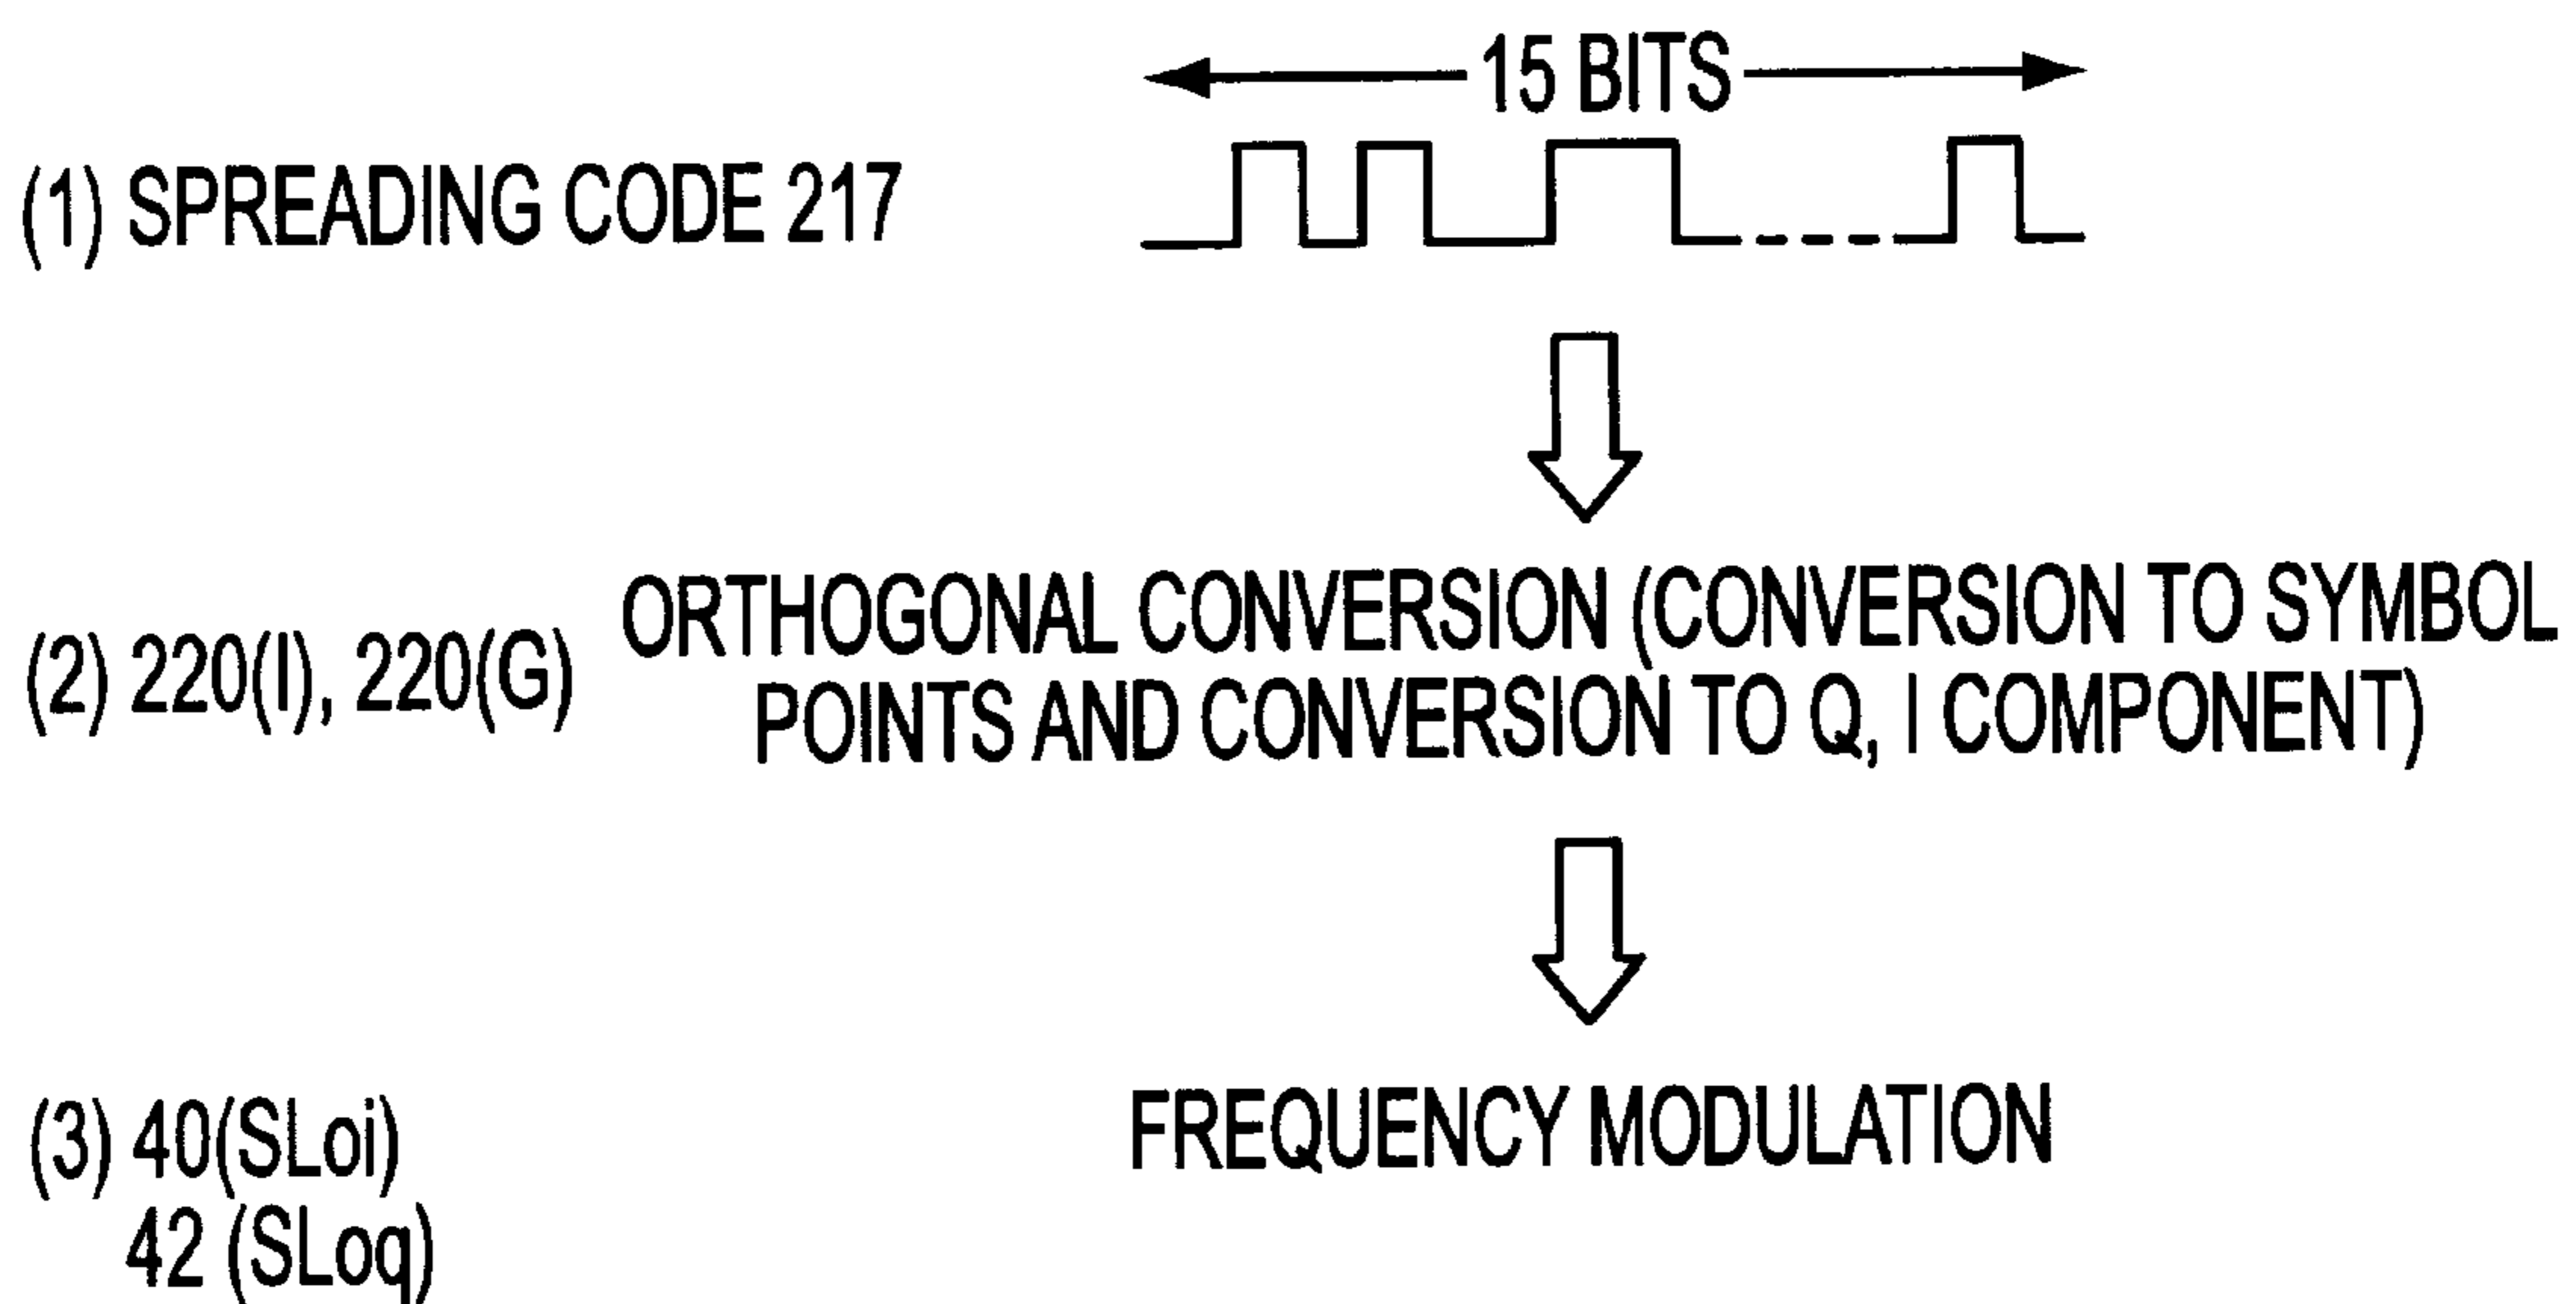 15 BITS
(1) SPREADING CODE 217
ORTHOGONAL CONVERSION (CONVERSION TO SYMBOL
(2) 220(I), 220(G)
POINTS AND CONVERSION TO Q, I COMPONENT)
(3) 40(SLoi)
FREQUENCY MODULATION
42 (SLoq)